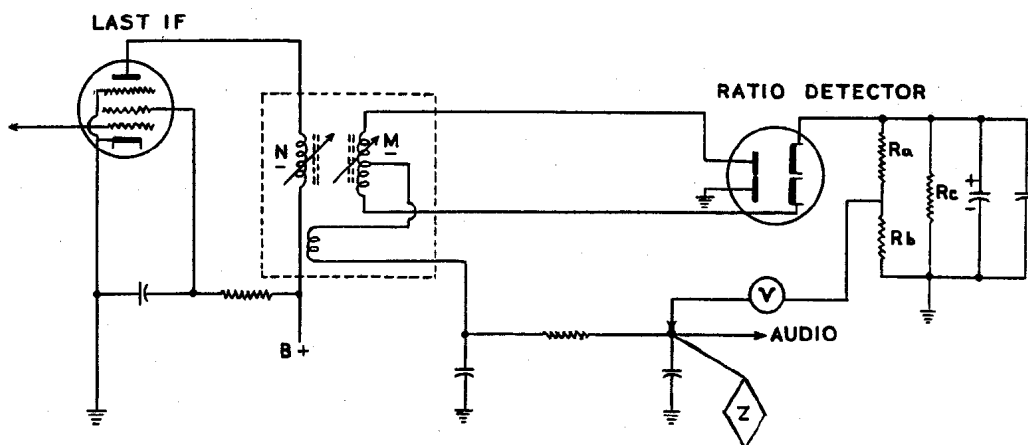 LAST IF
RATIO DETECTOR
N
M
Ra
Rc
+
-
Rb
V
B+
AUDIO
Z